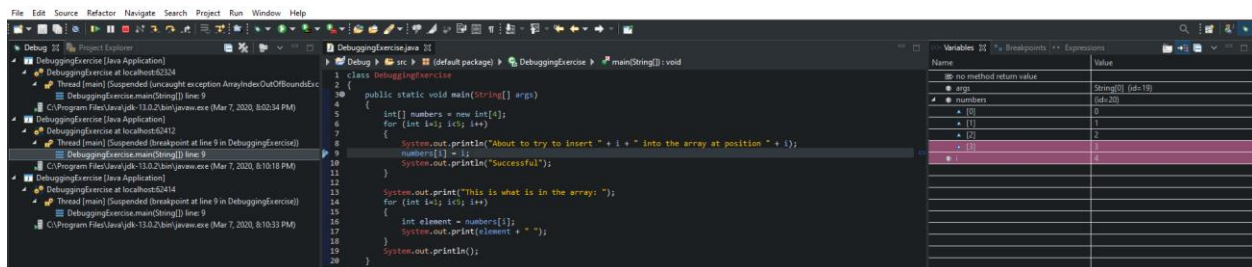 File Edit Source Refactor Navigate Search Project Run Window Help
Debug Project Explorer
DebuggingExercise [Java Application]
DebuggingExercise at localhost:62324
Thread [main] (Suspended (uncaught exception ArrayIndexOutOfBoundsExc
DebuggingExercise.main(String[]) line: 9
C:\Program Files\Java\jdk-13.0.2\bin\javaw.exe (Mar 7, 2020, 8:02:34 PM)
DebuggingExercise [Java Application]
DebuggingExercise at localhost:62412
Thread [main] (Suspended (breakpoint at line 9 in DebuggingExercise))
DebuggingExercise.main(String[]) line: 9
C:\Program Files\Java\jdk-13.0.2\bin\javaw.exe (Mar 7, 2020, 8:10:18 PM)
DebuggingExercise [Java Application]
DebuggingExercise at localhost:62414
Thread [main] (Suspended (breakpoint at line 9 in DebuggingExercise))
DebuggingExercise.main(String[]) line: 9
C:\Program Files\Java\jdk-13.0.2\bin\javaw.exe (Mar 7, 2020, 8:10:33 PM)
DebuggingExercise.java
Debug src (default package) DebuggingExercise main(String[]) : void
1 class DebuggingExercise
2 {
3 public static void main(String[] args)
4 {
5 int[] numbers = new int[4];
6 for (int i=1; i<5; i++)
7 {
8 System.out.println("About to try to insert " + i + " into the array at position " + i);
9 numbers[i] = i;
10 System.out.println("Successful");
11 }
12
13 System.out.print("This is what is in the array: ");
14 for (int i=1; i<5; i++)
15 {
16 int element = numbers[i];
17 System.out.print(element + " ");
18 }
19 System.out.println();
20 }
Variables Breakpoints Expressions
Name Value
no method return value
args String[0] (id=19)
numbers (id=20)
[0] 0
[1] 1
[2] 2
[3] 3
i 4